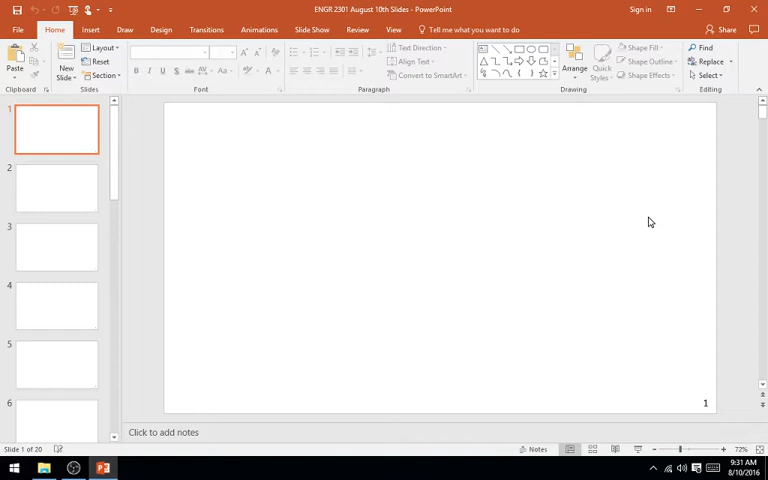 ENGR 2301 August 10th Slides - PowerPoint
Sign in
File Home Insert Draw Design Transitions Animations Slide Show Review View Tell me what you want to do Share
Paste
New Slide
Layout
Reset
Section
B I U S abc AV Aa A
Text Direction
Align Text
Convert to SmartArt
Arrange
Quick Styles
Shape Fill
Shape Outline
Shape Effects
Find
Replace
Select
Clipboard Slides Font Paragraph Drawing Editing
1
2
3
4
5
6
1
Click to add notes
Slide 1 of 20
Notes
72%
9:31 AM
8/10/2016